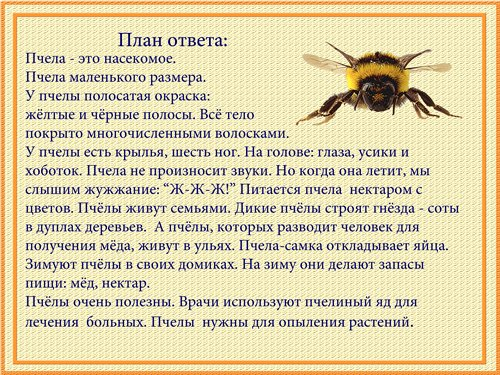 План ответа:
Пчела - это насекомое.
Пчела маленького размера.
У пчелы полосатая окраска:
жёлтые и чёрные полосы. Всё тело
покрыто многочисленными волосками.
У пчелы есть крылья, шесть ног. На голове: глаза, усики и
хоботок. Пчела не произносит звуки. Но когда она летит, мы
слышим жужжание: “Ж-Ж-Ж!” Питается пчела  нектаром с
цветов. Пчёлы живут семьями. Дикие пчёлы строят гнёзда - соты
в дуплах деревьев.  А пчёлы, которых разводит человек для
получения мёда, живут в ульях. Пчела-самка откладывает яйца.
Зимуют пчёлы в своих домиках. На зиму они делают запасы
пищи: мёд, нектар.
Пчёлы очень полезны. Врачи используют пчелиный яд для
лечения  больных. Пчелы  нужны для опыления растений.